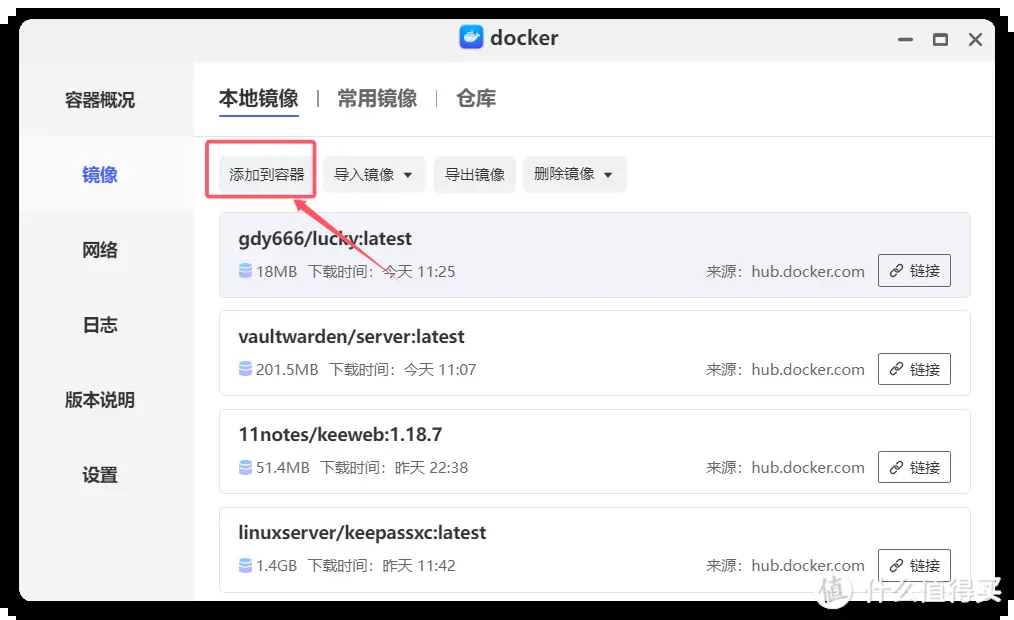 docker
容器概况
镜像
网络
日志
版本说明
设置
本地镜像 | 常用镜像 | 仓库
添加到容器 导入镜像 导出镜像 删除镜像
gdy666/lucky:latest
18MB 下载时间：今天 11:25 来源：hub.docker.com 链接
vaultwarden/server:latest
201.5MB 下载时间：今天 11:07 来源：hub.docker.com 链接
11notes/keeweb:1.18.7
51.4MB 下载时间：昨天 22:38 来源：hub.docker.com 链接
linuxserver/keepassxc:latest
1.4GB 下载时间：昨天 11:42 来源：hub.docker.com 链接
值 什么值得买